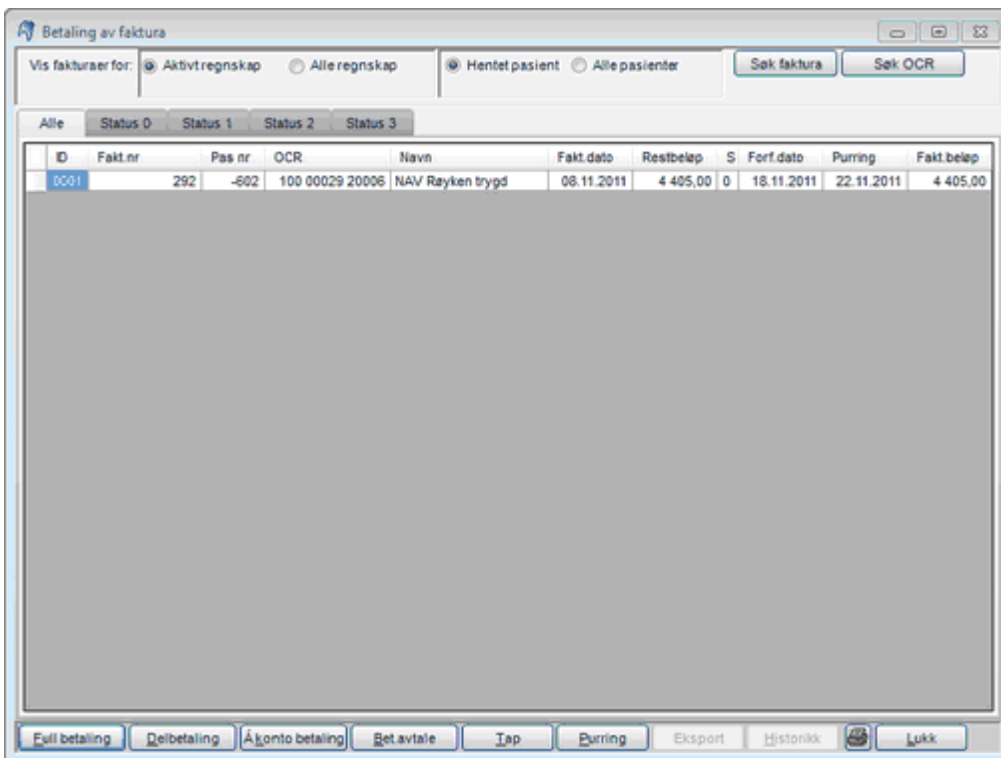 Betaling av faktura
Vis fakturaer for: Aktivt regnskap Alle regnskap Hentet pasient Alle pasienter Søk faktura Søk OCR
Alle Status 0 Status 1 Status 2 Status 3
ID Fakt.nr Pas nr OCR Navn Fakt.dato Restbeløp S Forf.dato Purring Fakt.beløp
292 -602 100 00029 20006 NAV Røyken trygd 08.11.2011 4 405,00 0 18.11.2011 22.11.2011 4 405,00
Full betaling Delbetaling Àkonto betaling Bet.avtale Tap Purring Eksport Historikk Lukk